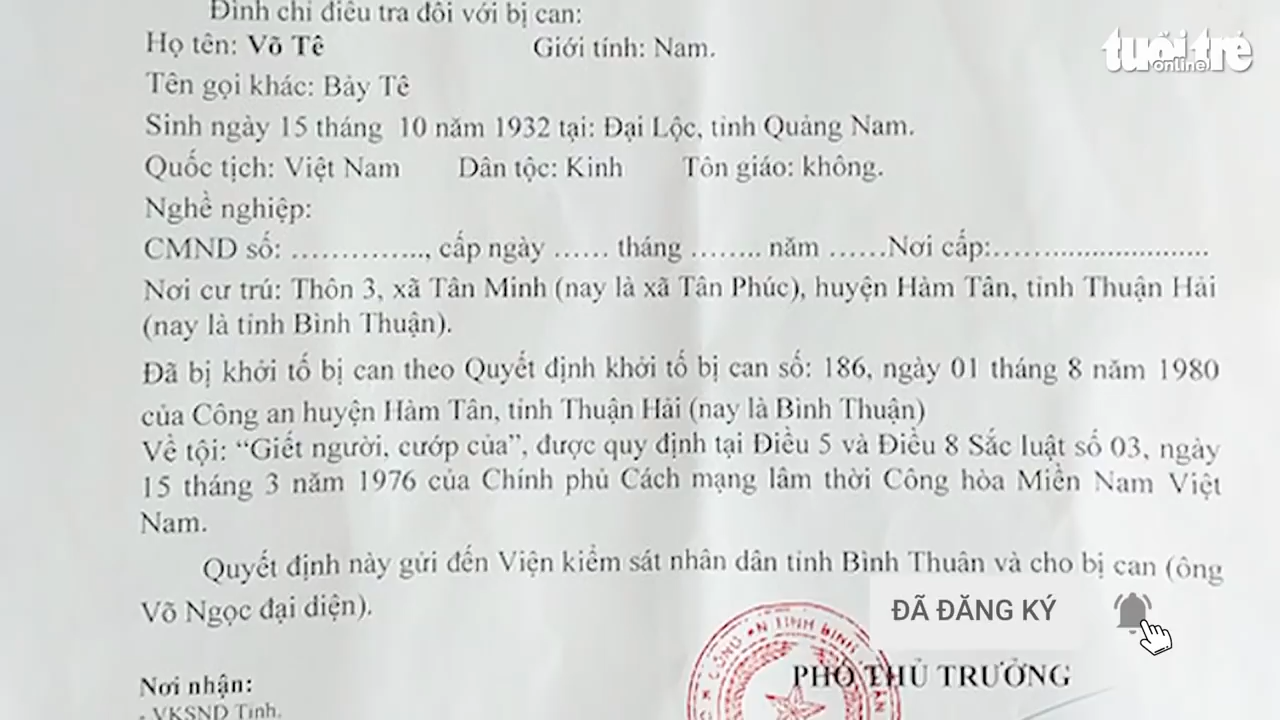 Đình chỉ điều tra đối với bị can:
Họ tên: Võ Tê Giới tính: Nam.
Tên gọi khác: Bảy Tê
Sinh ngày 15 tháng 10 năm 1932 tại: Đại Lộc, tỉnh Quảng Nam.
Quốc tịch: Việt Nam Dân tộc: Kinh Tôn giáo: không.
Nghề nghiệp:
CMND số: ………….., cấp ngày …… tháng …….. năm ……Nơi cấp:…….....................
Nơi cư trú: Thôn 3, xã Tân Minh (nay là xã Tân Phúc), huyện Hàm Tân, tỉnh Thuận Hải
(nay là tỉnh Bình Thuận).
Đã bị khởi tố bị can theo Quyết định khởi tố bị can số: 186, ngày 01 tháng 8 năm 1980
của Công an huyện Hàm Tân, tỉnh Thuận Hải (nay là Bình Thuận)
Về tội: “Giết người, cướp của”, được quy định tại Điều 5 và Điều 8 Sắc luật số 03, ngày
15 tháng 3 năm 1976 của Chính phủ Cách mạng lâm thời Công hòa Miền Nam Việt
Nam.
Quyết định này gửi đến Viện kiểm sát nhân dân tỉnh Bình Thuân và cho bị can (ông
Võ Ngọc đại diện).
PHÓ THỦ TRƯỞNG
Nơi nhận:
- VKSND Tỉnh.
CÔNG AN TỈNH BÌNH
tuổi trẻ
online
ĐÃ ĐĂNG KÝ